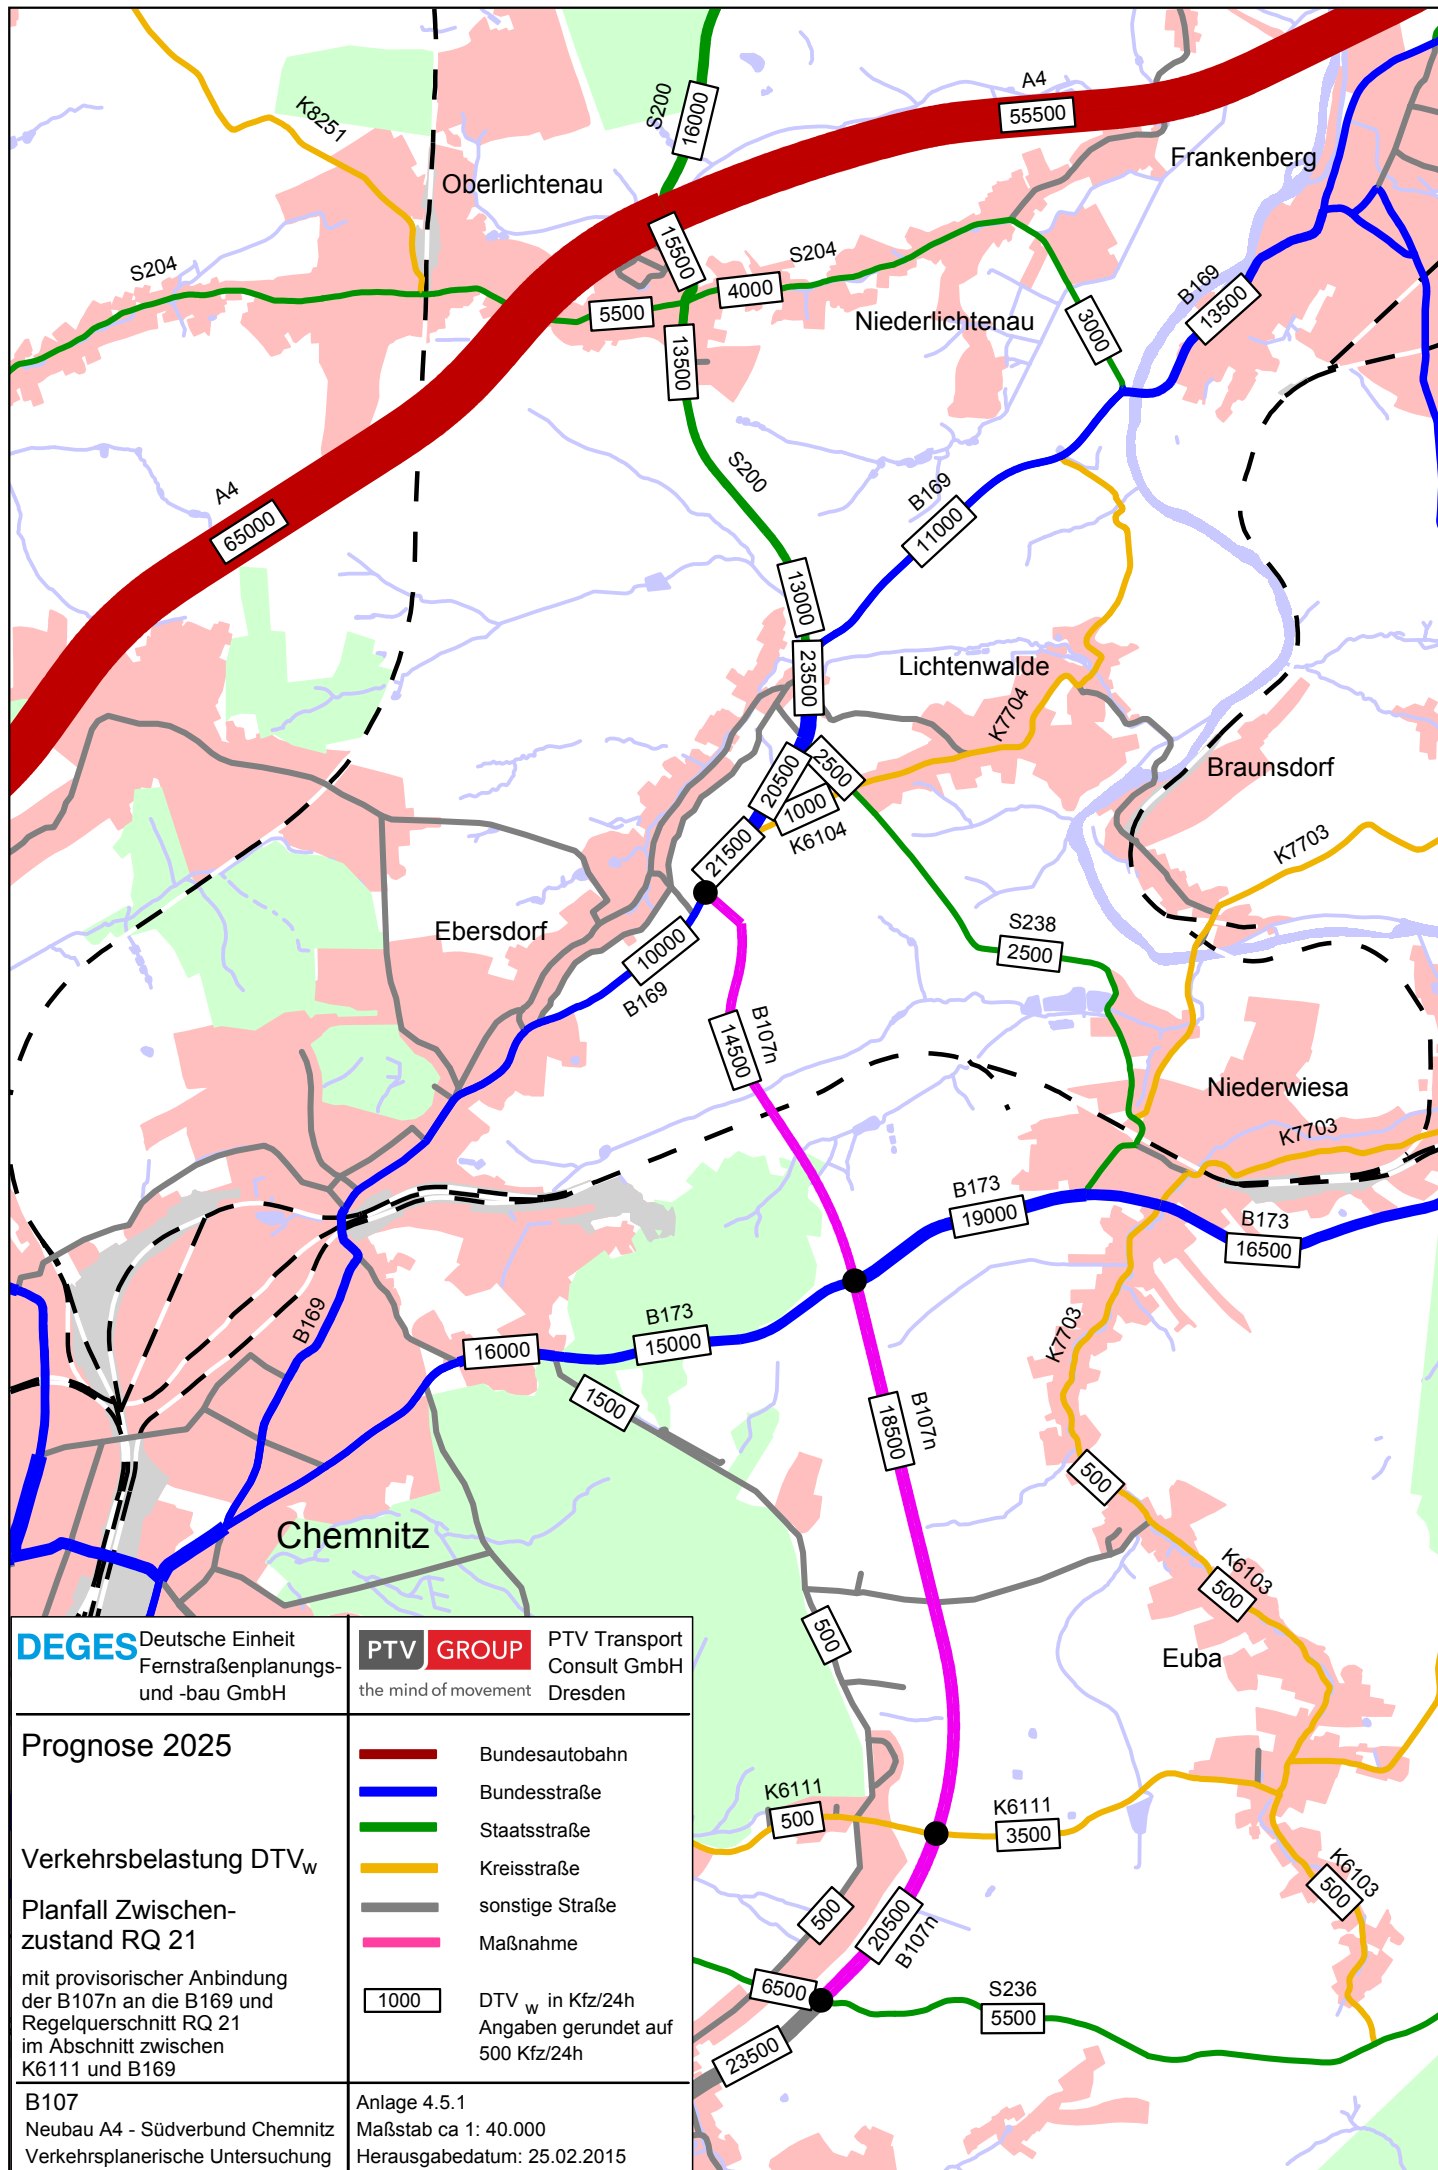 A4
55500
S200
16000
K8251
Frankenberg
Oberlichtenau
15500
S204
S204
4000
5500
B169
13500
Niederlichtenau
3000
13500
S200
B169
11000
A4
65000
13000
23500
Lichtenwalde
K7704
2500
20500
1000
K6104
21500
Braunsdorf
K7703
Ebersdorf
10000
B169
S238
2500
B107n
14500
Niederwiesa
K7703
B173
19000
B173
16500
B169
B173
15000
16000
1500
K7703
B107n
18500
500
Chemnitz
K6103
500
500
Euba
K6111
500
K6111
3500
K6103
500
500
20500
B107n
6500
S236
5500
23500
DEGES
Deutsche Einheit
Fernstraßenplanungs-
und -bau GmbH
PTV GROUP
the mind of movement
PTV Transport
Consult GmbH
Dresden
Prognose 2025
Verkehrsbelastung DTVw
Planfall Zwischen-
zustand RQ 21
mit provisorischer Anbindung
der B107n an die B169 und
Regelquerschnitt RQ 21
im Abschnitt zwischen
K6111 und B169
Bundesautobahn
Bundesstraße
Staatsstraße
Kreisstraße
sonstige Straße
Maßnahme
1000
DTV w in Kfz/24h
Angaben gerundet auf
500 Kfz/24h
B107
Neubau A4 - Südverbund Chemnitz
Verkehrsplanerische Untersuchung
Anlage 4.5.1
Maßstab ca 1: 40.000
Herausgabedatum: 25.02.2015